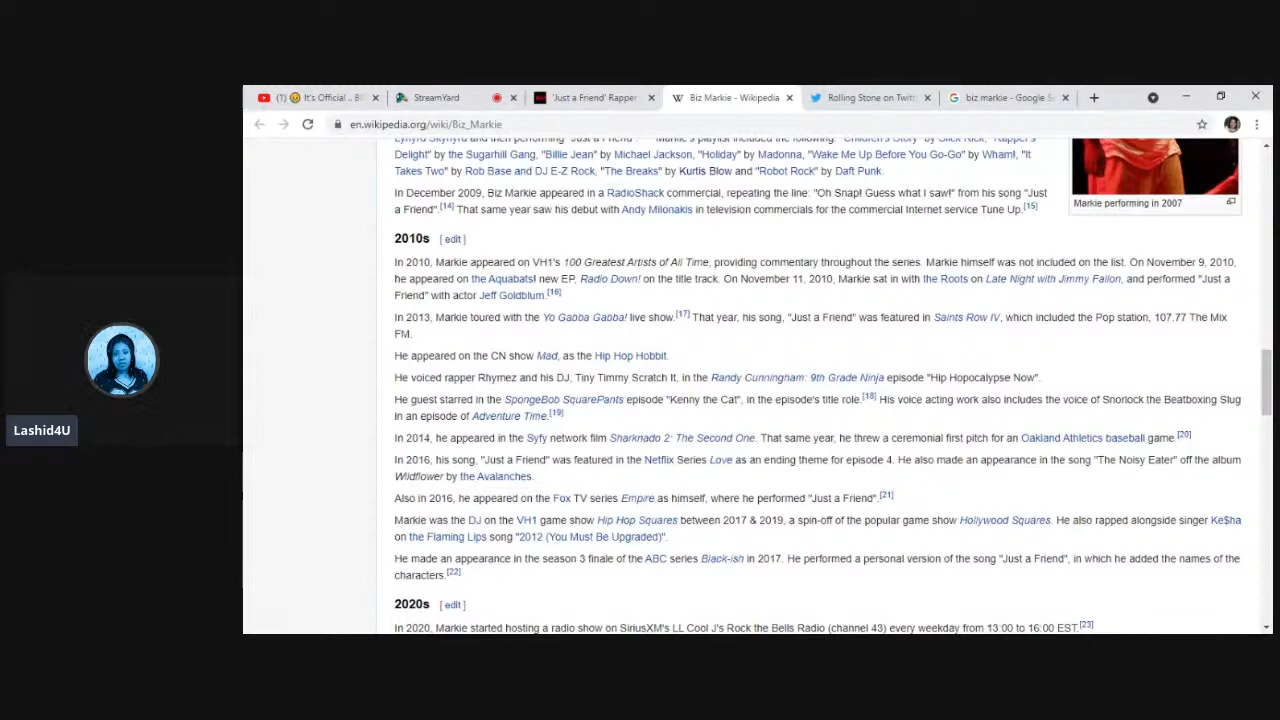 (1) It's Official .. B
StreamYard
'Just a Friend' Rapper
Biz Markie - Wikipedia
Rolling Stone on Twitt
biz markie - Google S
en.wikipedia.org/wiki/Biz_Markie
Lynyrd Skynyrd and then performing "Just a Friend". Markie's playlist included the following: "Children's Story" by Slick Rick, "Rapper's
Delight" by the Sugarhill Gang, "Billie Jean" by Michael Jackson, "Holiday" by Madonna, "Wake Me Up Before You Go-Go" by Wham!, "It
Takes Two" by Rob Base and DJ E-Z Rock, "The Breaks" by Kurtis Blow and "Robot Rock" by Daft Punk.
In December 2009, Biz Markie appeared in a RadioShack commercial, repeating the line: "Oh Snap! Guess what I saw!" from his song "Just
a Friend".[14] That same year saw his debut with Andy Milonakis in television commercials for the commercial Internet service Tune Up.[15]
Markie performing in 2007
2010s [ edit ]
In 2010, Markie appeared on VH1's 100 Greatest Artists of All Time, providing commentary throughout the series. Markie himself was not included on the list. On November 9, 2010,
he appeared on the Aquabats! new EP, Radio Down! on the title track. On November 11, 2010, Markie sat in with the Roots on Late Night with Jimmy Fallon, and performed "Just a
Friend" with actor Jeff Goldblum.[16]
In 2013, Markie toured with the Yo Gabba Gabba! live show.[17] That year, his song, "Just a Friend" was featured in Saints Row IV, which included the Pop station, 107.77 The Mix
FM.
He appeared on the CN show Mad, as the Hip Hop Hobbit.
He voiced rapper Rhymez and his DJ, Tiny Timmy Scratch It, in the Randy Cunningham: 9th Grade Ninja episode "Hip Hopocalypse Now".
He guest starred in the SpongeBob SquarePants episode "Kenny the Cat", in the episode's title role.[18] His voice acting work also includes the voice of Snorlock the Beatboxing Slug
in an episode of Adventure Time.[19]
In 2014, he appeared in the Syfy network film Sharknado 2: The Second One. That same year, he threw a ceremonial first pitch for an Oakland Athletics baseball game.[20]
In 2016, his song, "Just a Friend" was featured in the Netflix Series Love as an ending theme for episode 4. He also made an appearance in the song "The Noisy Eater" off the album
Wildflower by the Avalanches.
Also in 2016, he appeared on the Fox TV series Empire as himself, where he performed "Just a Friend".[21]
Markie was the DJ on the VH1 game show Hip Hop Squares between 2017 & 2019, a spin-off of the popular game show Hollywood Squares. He also rapped alongside singer Ke$ha
on the Flaming Lips song "2012 (You Must Be Upgraded)".
He made an appearance in the season 3 finale of the ABC series Black-ish in 2017. He performed a personal version of the song "Just a Friend", in which he added the names of the
characters.[22]
2020s [ edit ]
In 2020, Markie started hosting a radio show on SiriusXM's LL Cool J's Rock the Bells Radio (channel 43) every weekday from 13:00 to 16:00 EST.[23]
Lashid4U